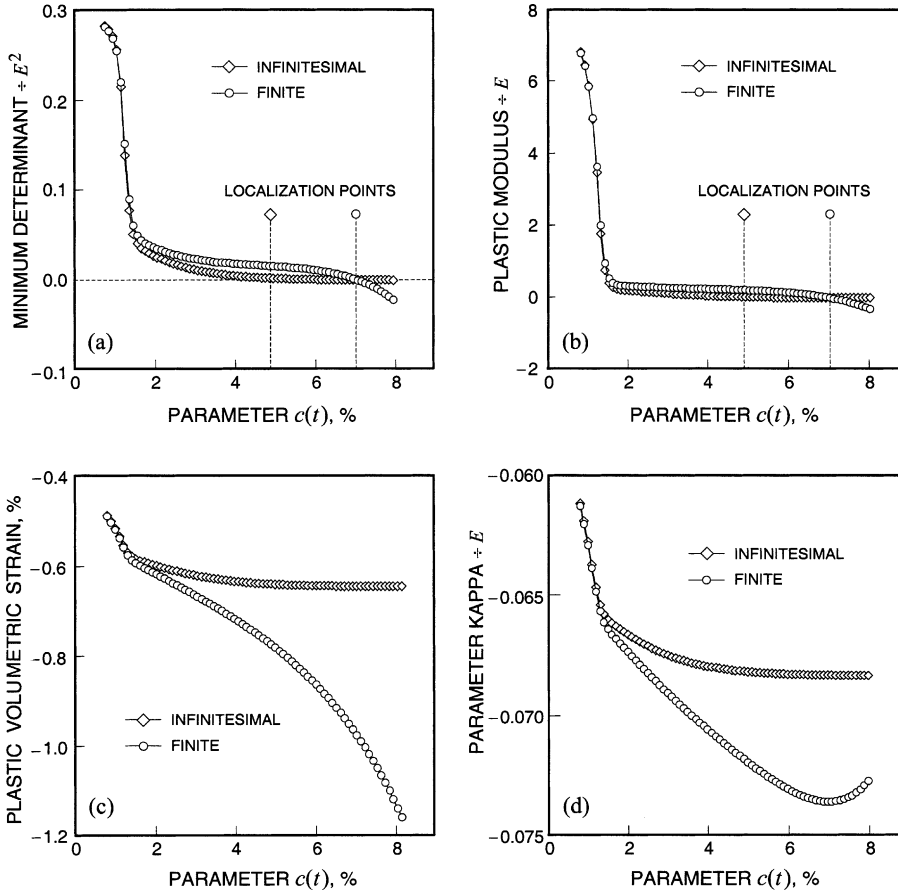 0.3
0.2
0.1
0.0
−0.1
MINIMUM DETERMINANT ÷ E²
INFINITESIMAL
FINITE
LOCALIZATION POINTS
(a)
0 2 4 6 8
PARAMETER c(t), %
8
6
4
2
0
−2
PLASTIC MODULUS ÷ E
INFINITESIMAL
FINITE
LOCALIZATION POINTS
(b)
0 2 4 6 8
PARAMETER c(t), %
−0.4
−0.6
−0.8
−1.0
−1.2
PLASTIC VOLUMETRIC STRAIN, %
INFINITESIMAL
FINITE
(c)
0 2 4 6 8
PARAMETER c(t), %
−0.060
−0.065
−0.070
−0.075
PARAMETER KAPPA ÷ E
INFINITESIMAL
FINITE
(d)
0 2 4 6 8
PARAMETER c(t), %